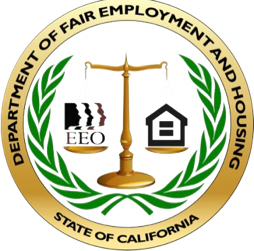 DEPARTMENT OF FAIR EMPLOYMENT AND HOUSING
EEO
STATE OF CALIFORNIA